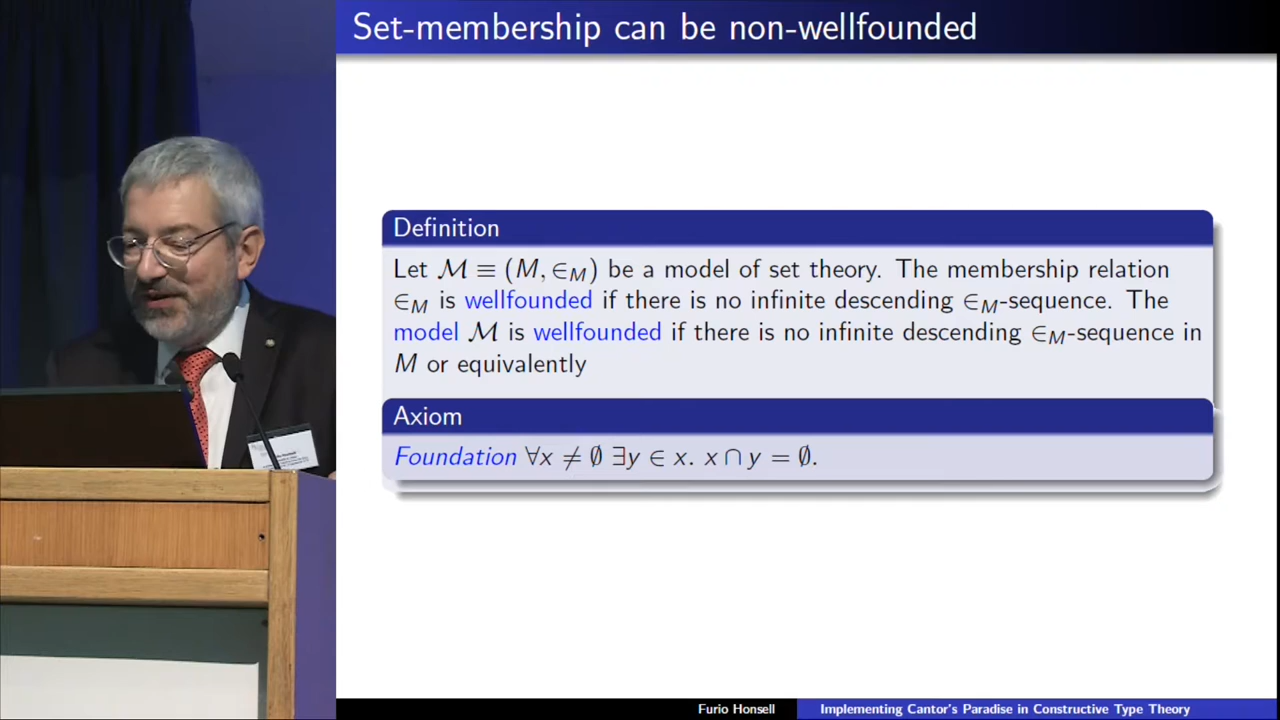 Set-membership can be non-wellfounded
Definition
Let ℳ ≡ (M, ∈_M) be a model of set theory. The membership relation
∈_M is wellfounded if there is no infinite descending ∈_M-sequence. The
model ℳ is wellfounded if there is no infinite descending ∈_M-sequence in
M or equivalently
Axiom
Foundation ∀x ≠ ∅ ∃y ∈ x. x ∩ y = ∅.
Furio Honsell
Implementing Cantor's Paradise in Constructive Type Theory